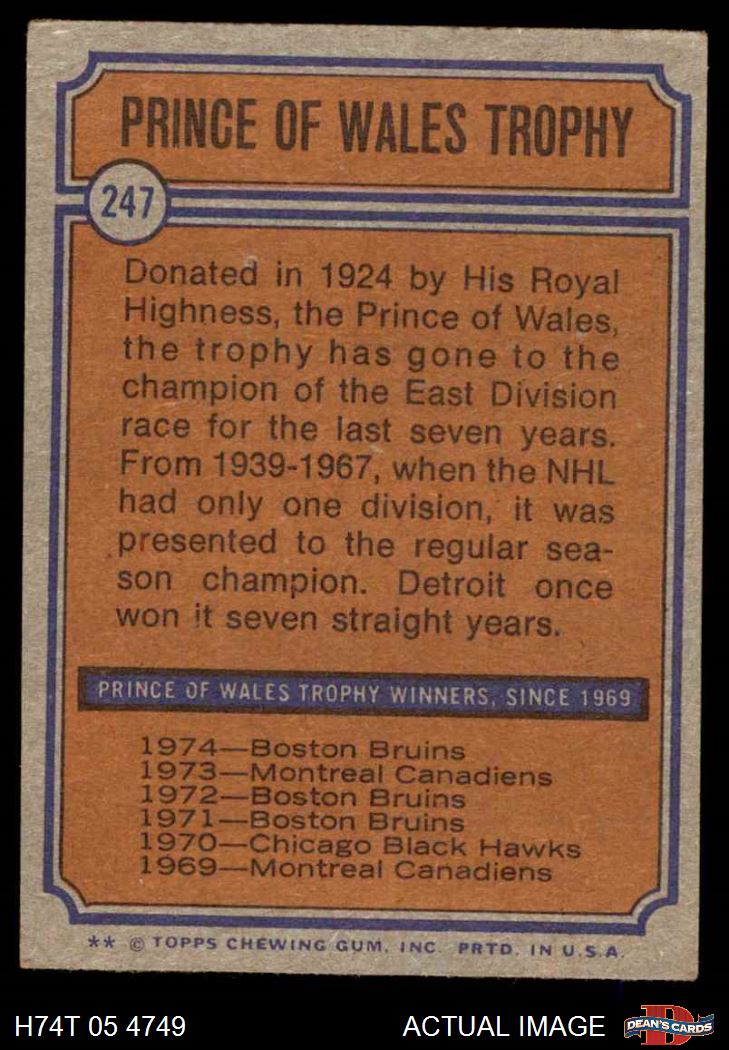 PRINCE OF WALES TROPHY
247
Donated in 1924 by His Royal
Highness, the Prince of Wales,
the trophy has gone to the
champion of the East Division
race for the last seven years.
From 1939-1967, when the NHL
had only one division, it was
presented to the regular sea-
son champion. Detroit once
won it seven straight years.
PRINCE OF WALES TROPHY WINNERS, SINCE 1969
1974—Boston Bruins
1973—Montreal Canadiens
1972—Boston Bruins
1971—Boston Bruins
1970—Chicago Black Hawks
1969—Montreal Canadiens
** © TOPPS CHEWING GUM, INC. PRTD. IN U.S.A.
H74T 05 4749
ACTUAL IMAGE
D
DEAN'S CARDS